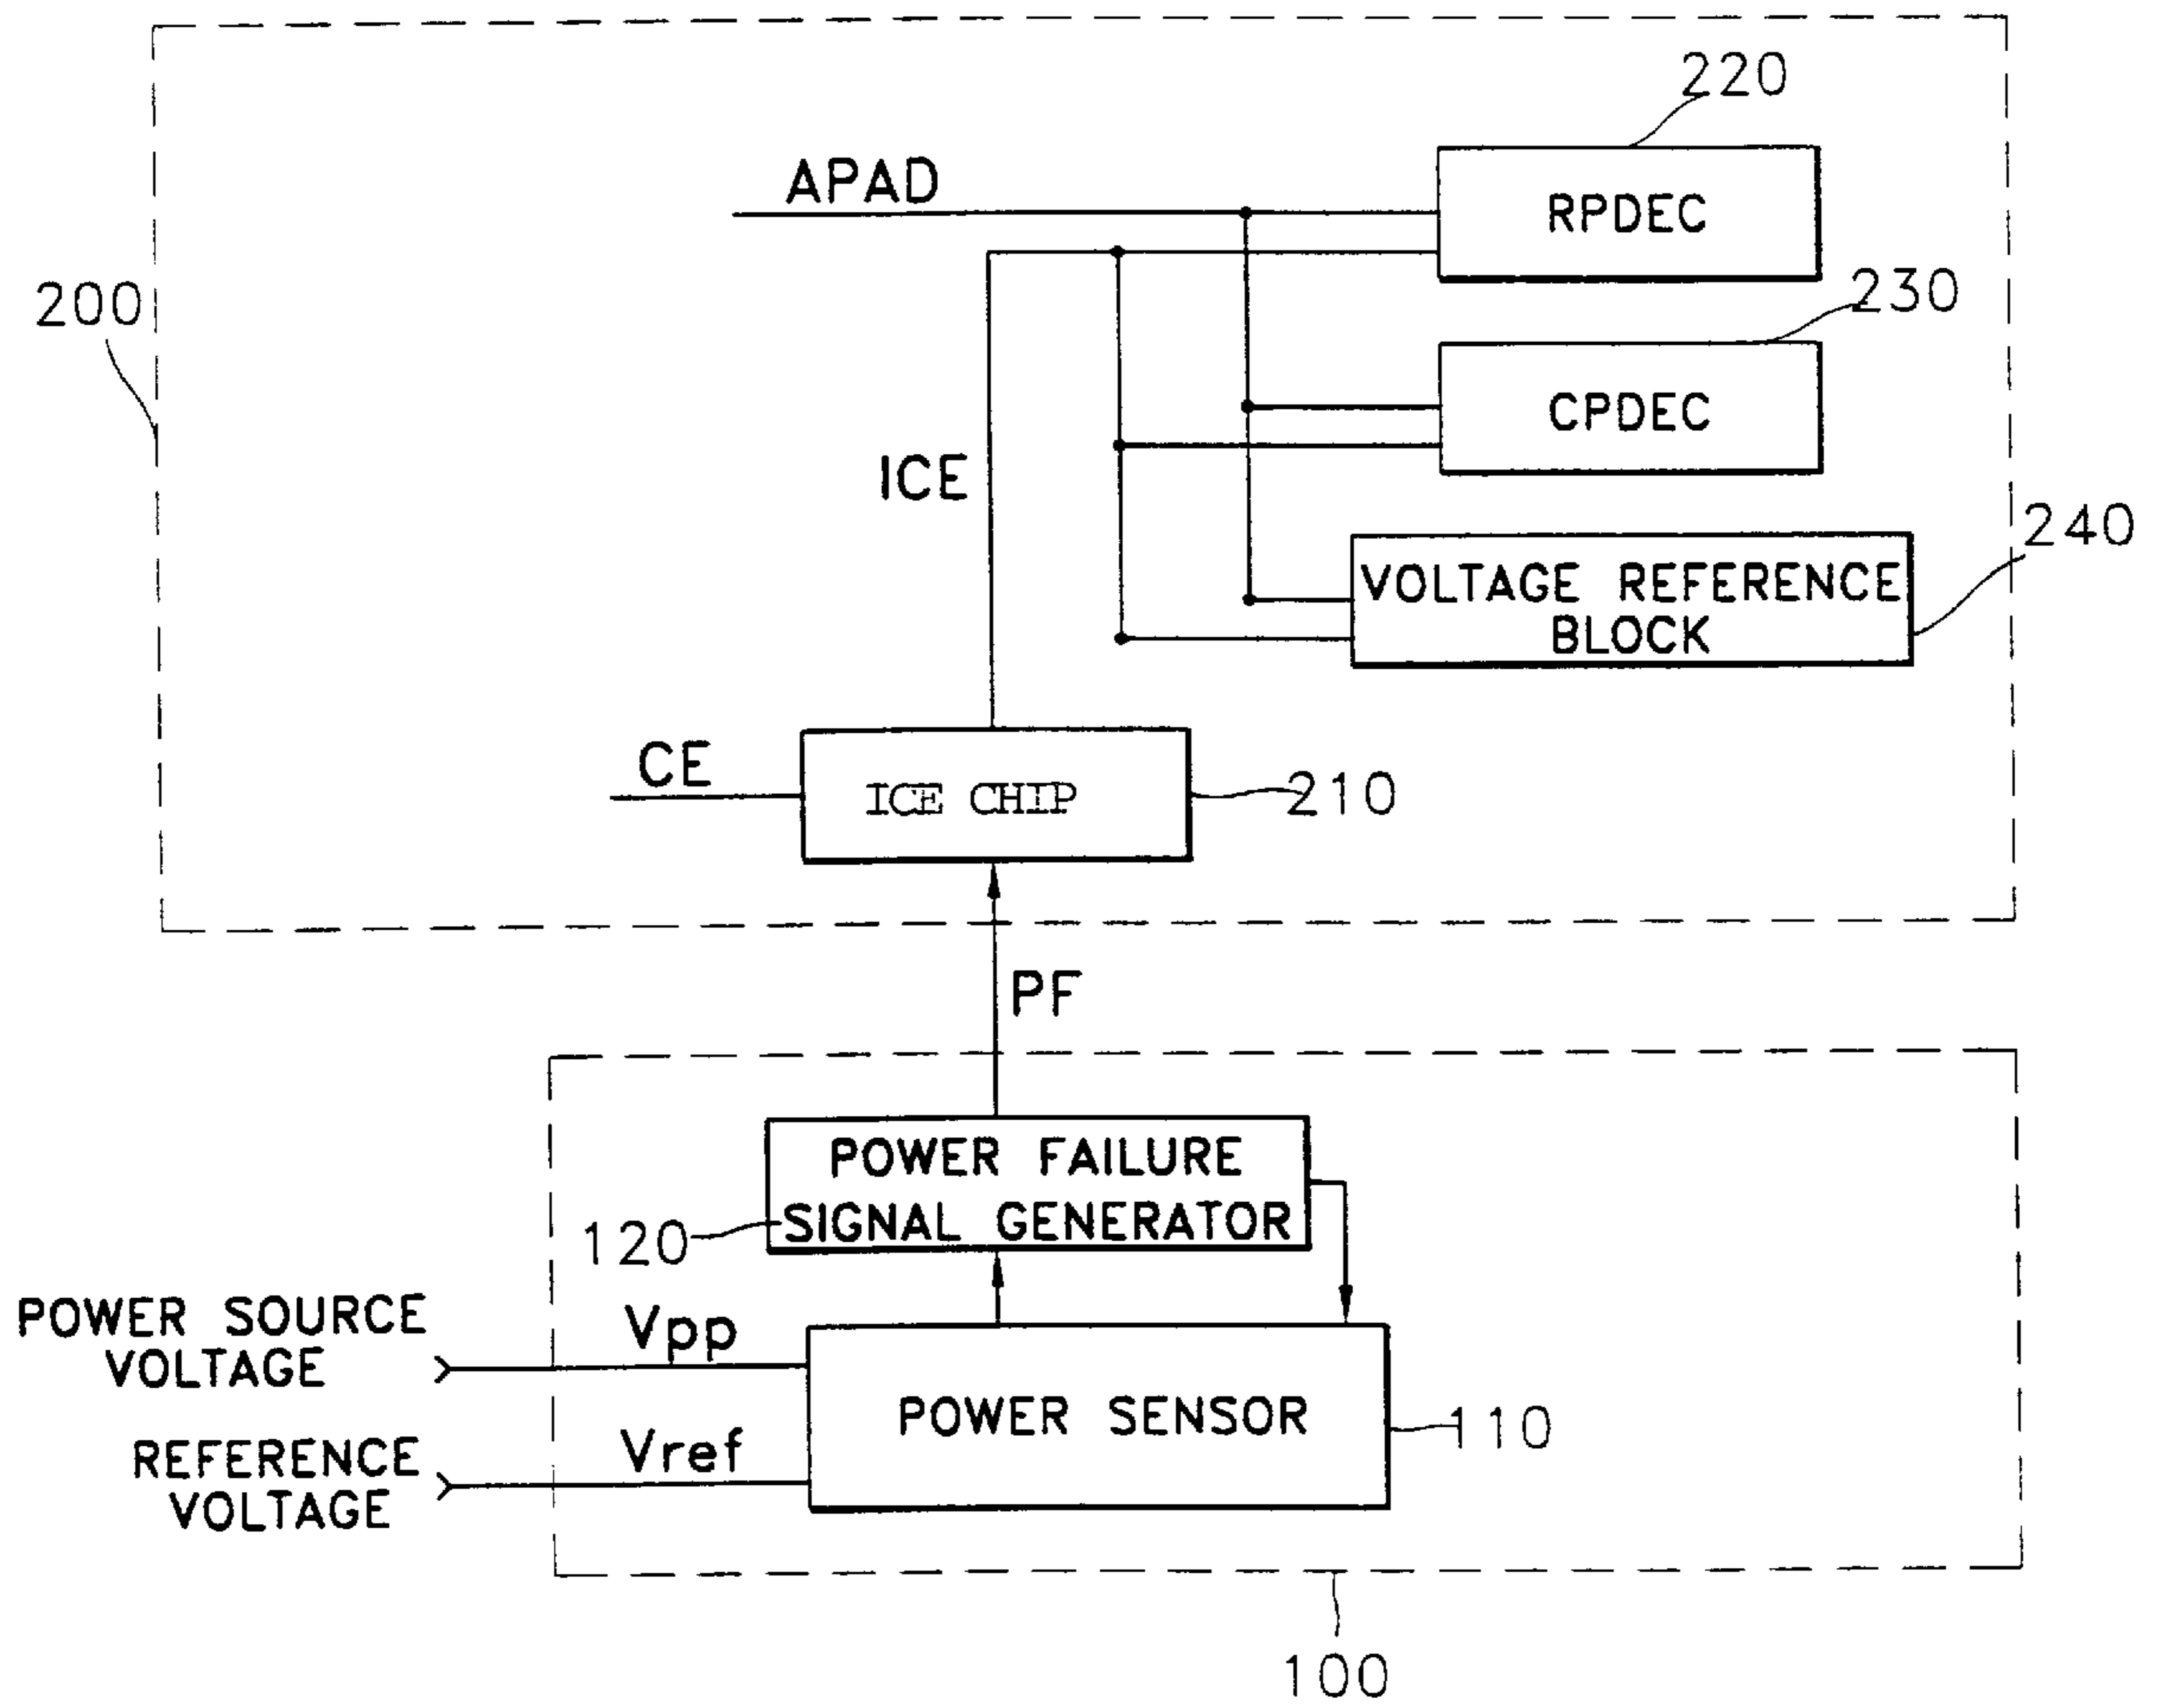 220
APAD
RPDEC
200
230
CPDEC
ICE
240
VOLTAGE REFERENCE
BLOCK
CE
ICE CHIP
210
PF
POWER FAILURE
SIGNAL GENERATOR
120
POWER SOURCE
VOLTAGE
Vpp
POWER SENSOR
110
REFERENCE
VOLTAGE
Vref
100